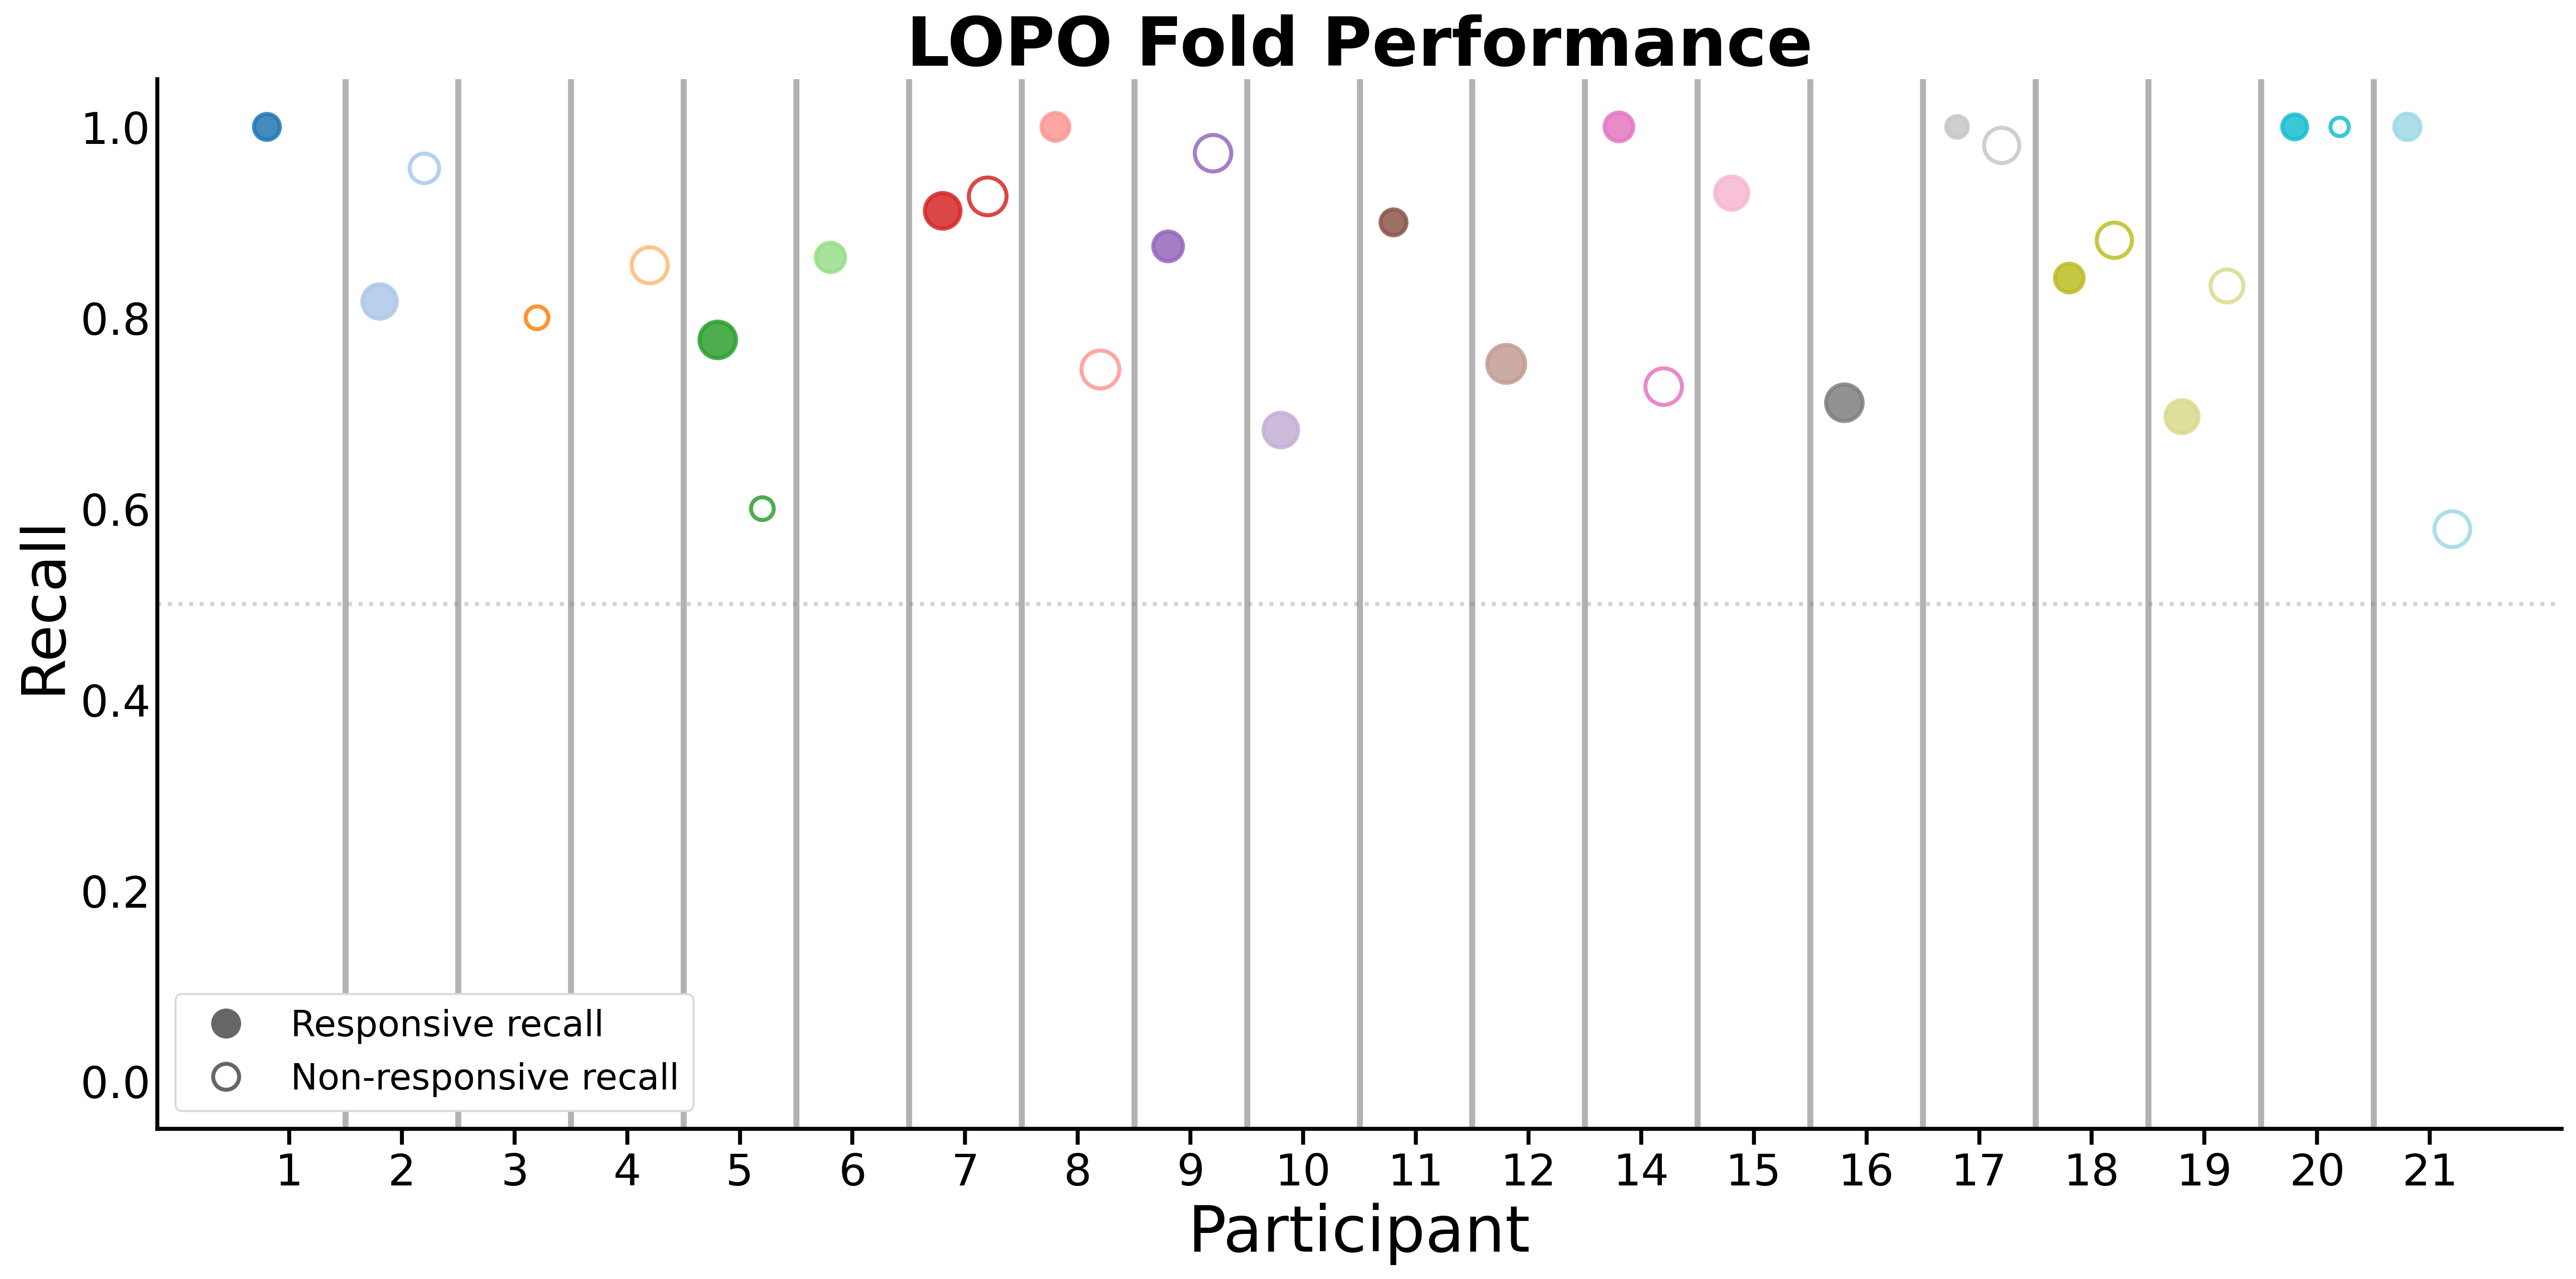 LOPO Fold Performance
Recall
1.0
0.8
0.6
0.4
0.2
0.0
Responsive recall
Non-responsive recall
1 2 3 4 5 6 7 8 9 10 11 12 14 15 16 17 18 19 20 21
Participant